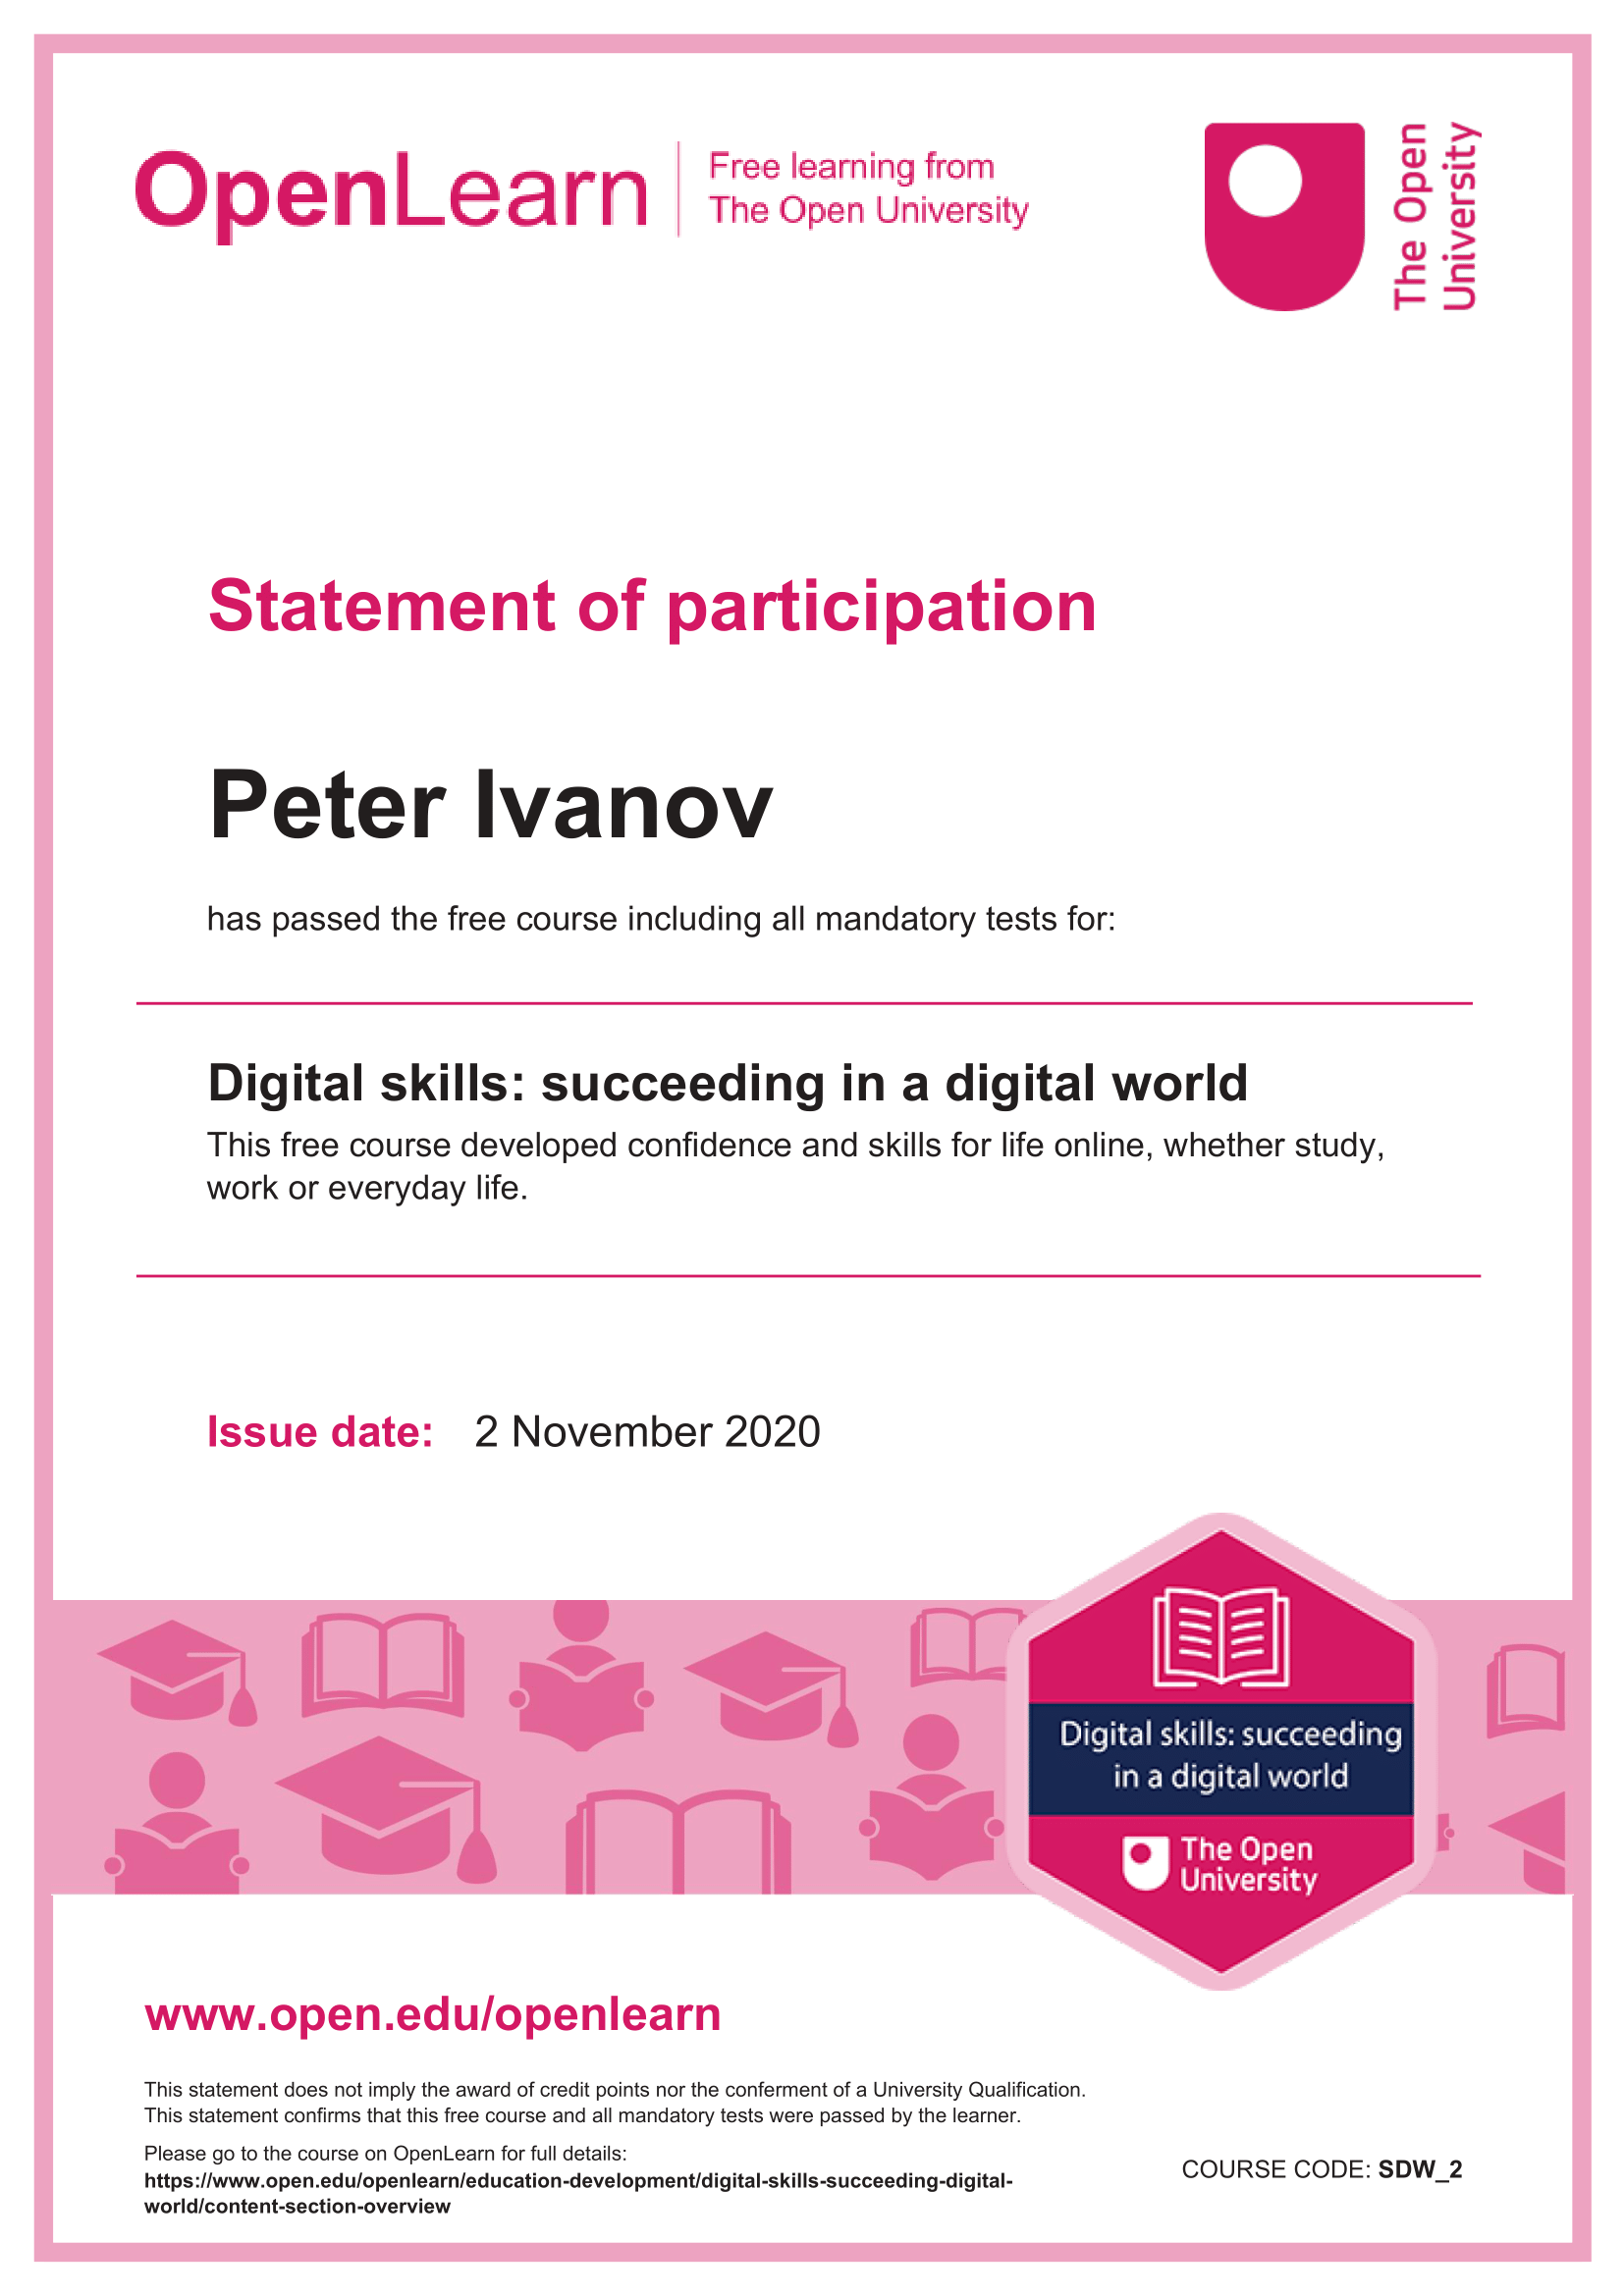 OpenLearn
Free learning from
The Open University
The Open
University
Statement of participation
Peter Ivanov
has passed the free course including all mandatory tests for:
Digital skills: succeeding in a digital world
This free course developed confidence and skills for life online, whether study,
work or everyday life.
Issue date: 2 November 2020
Digital skills: succeeding
in a digital world
The Open
University
www.open.edu/openlearn
This statement does not imply the award of credit points nor the conferment of a University Qualification.
This statement confirms that this free course and all mandatory tests were passed by the learner.
Please go to the course on OpenLearn for full details:
https://www.open.edu/openlearn/education-development/digital-skills-succeeding-digital-
world/content-section-overview
COURSE CODE: SDW_2